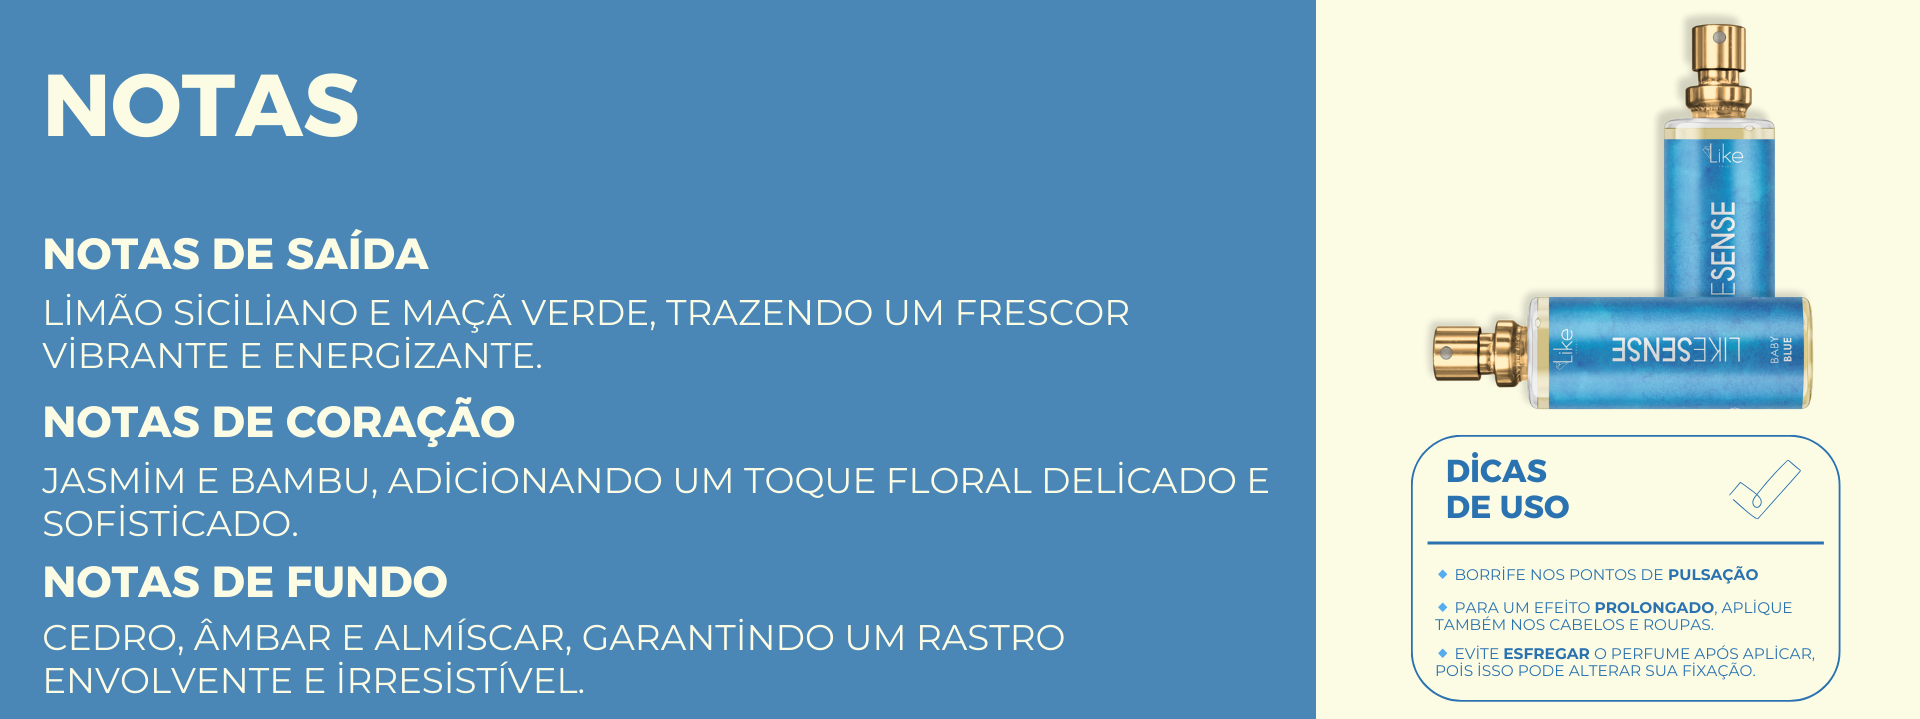 NOTAS
NOTAS DE SAÍDA
LİMÃO SİCİLİANO E MAÇÃ VERDE, TRAZENDO UM FRESCOR
VİBRANTE E ENERGİZANTE.
NOTAS DE CORAÇÃO
JASMİM E BAMBU, ADİCİONANDO UM TOQUE FLORAL DELİCADO E
SOFİSTİCADO.
NOTAS DE FUNDO
CEDRO, ÂMBAR E ALMÍSCAR, GARANTİNDO UM RASTRO
ENVOLVENTE E İRRESİSTÍVEL.
Like
ESENSE
Like
LIKESENSE
BABY
BLUE
DİCAS
DE USO
BORRİFE NOS PONTOS DE PULSAÇÃO
PARA UM EFEİTO PROLONGADO, APLİQUE
TAMBÉM NOS CABELOS E ROUPAS.
EVİTE ESFREGAR O PERFUME APÓS APLİCAR,
POİS İSSO PODE ALTERAR SUA FİXAÇÃO.